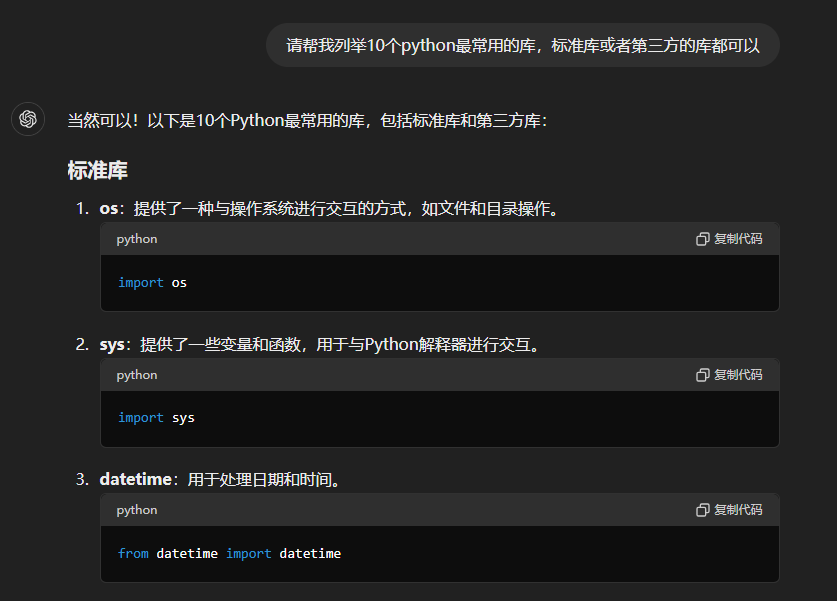 请帮我列举10个python最常用的库，标准库或者第三方的库都可以
当然可以！以下是10个Python最常用的库，包括标准库和第三方库：
标准库
1. os：提供了一种与操作系统进行交互的方式，如文件和目录操作。
python 复制代码
import os
2. sys：提供了一些变量和函数，用于与Python解释器进行交互。
python 复制代码
import sys
3. datetime：用于处理日期和时间。
python 复制代码
from datetime import datetime